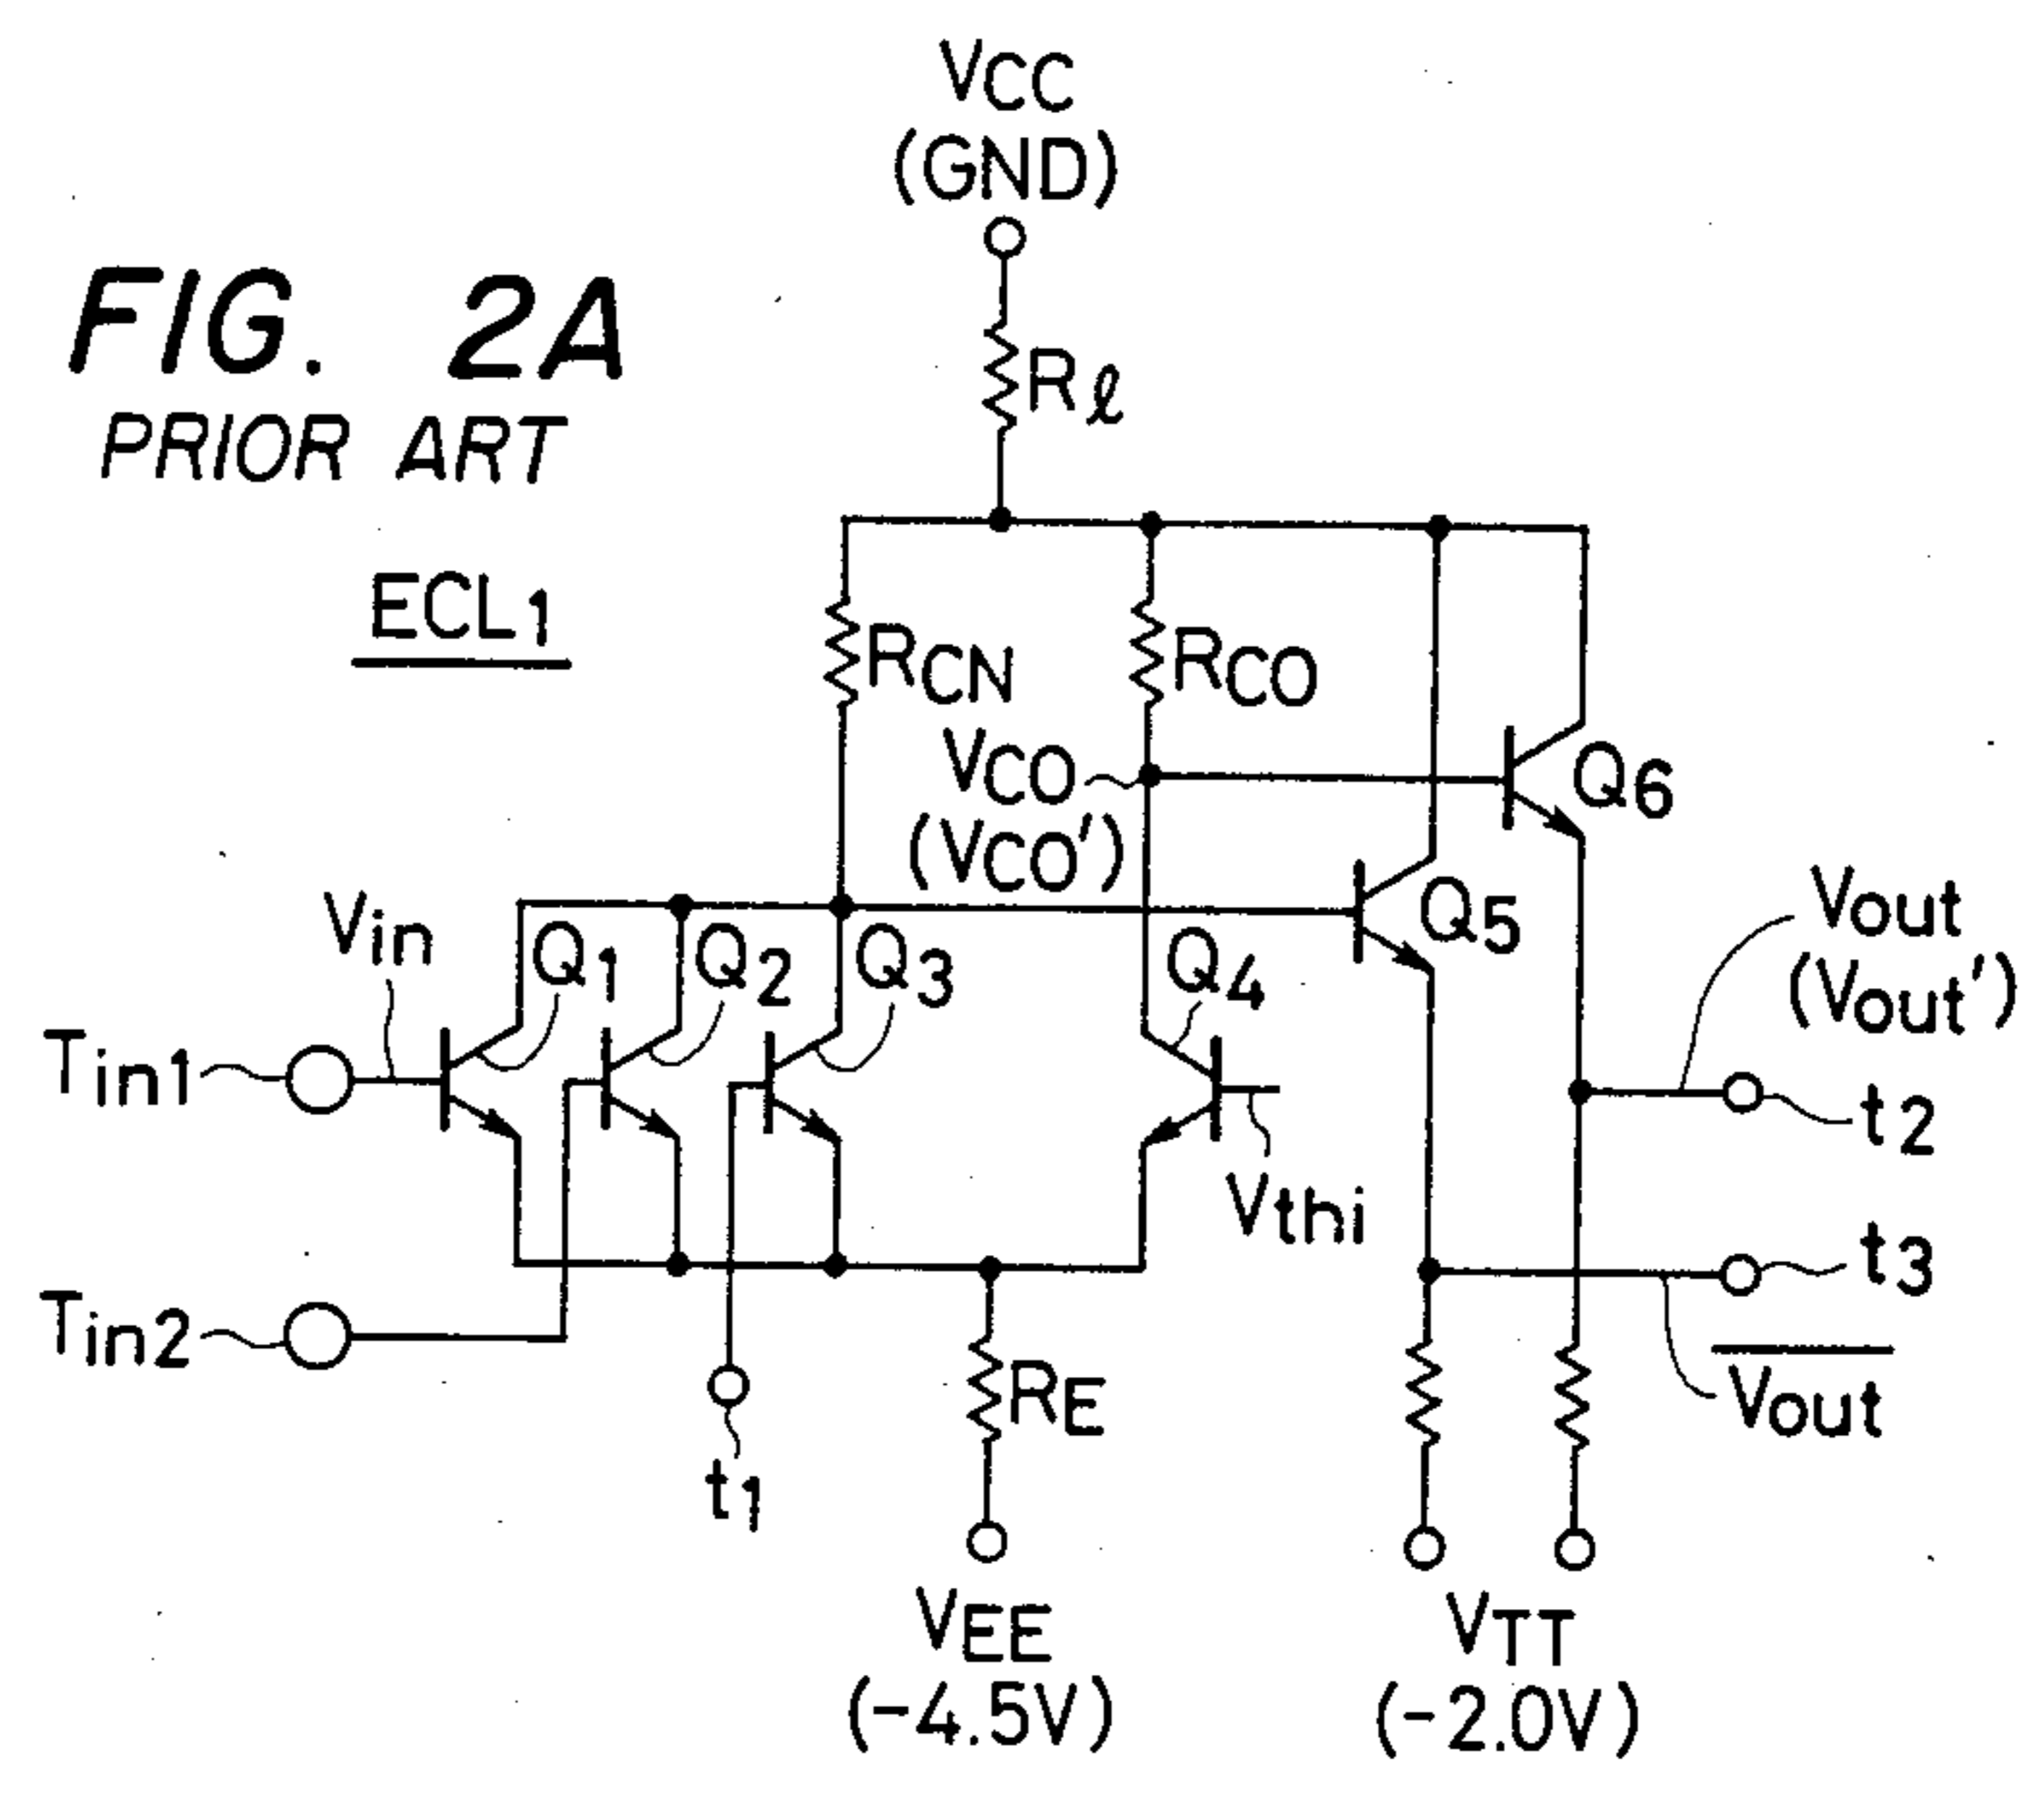 VCC
(GND)
FIG. 2A
PRIOR ART
Rℓ
ECL1
RCN
RCO
VCO
(VCO')
Q6
Vin
Q1
Q2
Q3
Q4
Q5
Vout
(Vout')
Tin1
t2
Vthi
t3
Tin2
RE
V̅o̅u̅t̅
t1
VEE
(-4.5V)
VTT
(-2.0V)